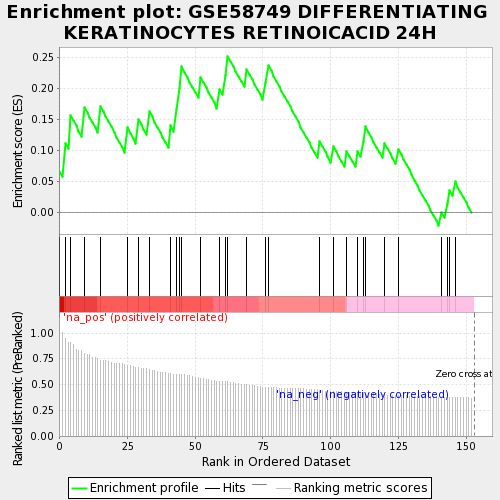 Enrichment plot: GSE58749 DIFFERENTIATING
KERATINOCYTES RETINOICACID 24H
Enrichment score (ES)
0.25
0.20
0.15
0.10
0.05
0.00
'na_pos' (positively correlated)
Ranked list metric (PreRanked)
1.00
0.75
0.50
0.25
0.00
Zero cross at
'na_neg' (negatively correlated)
0 25 50 75 100 125 150
Rank in Ordered Dataset
Enrichment profile Hits Ranking metric scores